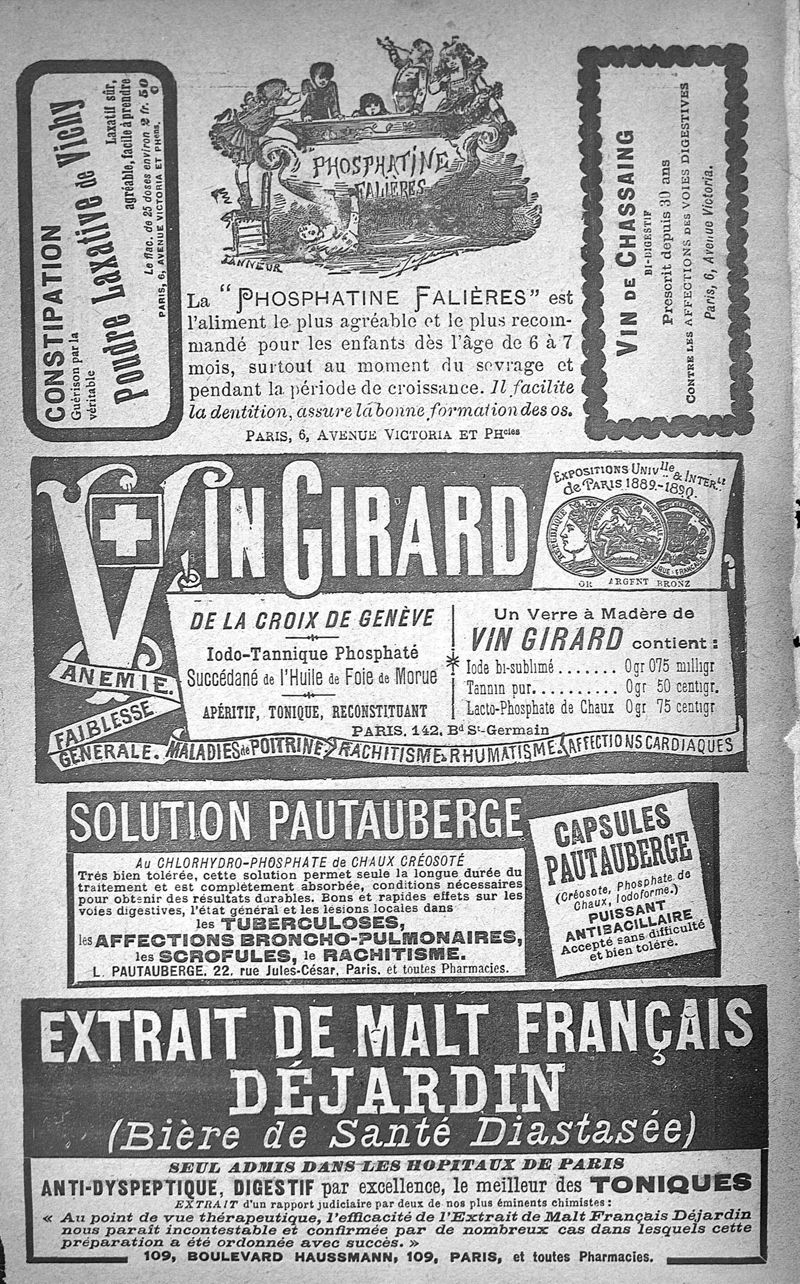 CONSTIPATION
Guérison par la
véritable
Poudre Laxative de Vichy
Laxatif sûr,
agréable, facile à prendre
Le flac. de 25 doses environ 2 fr. 50
PARIS, 6, AVENUE VICTORIA ET PHcies
PHOSPHATINE
FALIÈRES
TANNEUR
La "PHOSPHATINE FALIÈRES" est
l'aliment le plus agréable et le plus recom-
mandé pour les enfants dès l'âge de 6 à 7
mois, surtout au moment du sevrage et
pendant la période de croissance. Il facilite
la dentition, assure la bonne formation des os.
PARIS, 6, AVENUE VICTORIA ET PHcies
VIN DE CHASSAING
BI-DIGESTIF
Prescrit depuis 30 ans
CONTRE LES AFFECTIONS DES VOIES DIGESTIVES
Paris, 6, Avenue Victoria.
VIN GIRARD
EXPOSITIONS UNIVlle & INTERlle
de PARIS 1889-1890.
OR ARGENT BRONZ
DE LA CROIX DE GENÈVE
Iodo-Tannique Phosphaté
Succédané de l'Huile de Foie de Morue
APÉRITIF, TONIQUE, RECONSTITUANT
Un Verre à Madère de
VIN GIRARD contient :
Iode bi-sublimé ....... 0gr 075 milligr
Tannin pur.......... 0gr 50 centigr.
Lacto-Phosphate de Chaux 0gr 75 centigr
PARIS, 142, Bd St-Germain
ANEMIE.
FAIBLESSE
GÉNERALE. MALADIES de POITRINE, RACHITISME, RHUMATISME, AFFECTIONS CARDIAQUES
SOLUTION PAUTAUBERGE
Au CHLORHYDRO-PHOSPHATE de CHAUX CRÉOSOTÉ
Très bien tolérée, cette solution permet seule la longue durée du
traitement et est complètement absorbée, conditions nécessaires
pour obtenir des résultats durables. Bons et rapides effets sur les
voies digestives, l'état général et les lésions locales dans
les TUBERCULOSES,
les AFFECTIONS BRONCHO-PULMONAIRES,
les SCROFULES, le RACHITISME.
L. PAUTAUBERGE, 22, rue Jules-César, Paris, et toutes Pharmacies.
CAPSULES
PAUTAUBERGE
(Créosote, Phosphate de
Chaux, Iodoforme.)
PUISSANT
ANTIBACILLAIRE
Accepté sans difficulté
et bien toléré.
EXTRAIT DE MALT FRANÇAIS
DÉJARDIN
(Bière de Santé Diastasée)
SEUL ADMIS DANS LES HOPITAUX DE PARIS
ANTI-DYSPEPTIQUE, DIGESTIF par excellence, le meilleur des TONIQUES
EXTRAIT d'un rapport judiciaire par deux de nos plus éminents chimistes :
« Au point de vue thérapeutique, l'efficacité de l'Extrait de Malt Français Déjardin
nous paraît incontestable et confirmée par de nombreux cas dans lesquels cette
préparation a été ordonnée avec succès. »
109, BOULEVARD HAUSSMANN, 109, PARIS, et toutes Pharmacies.